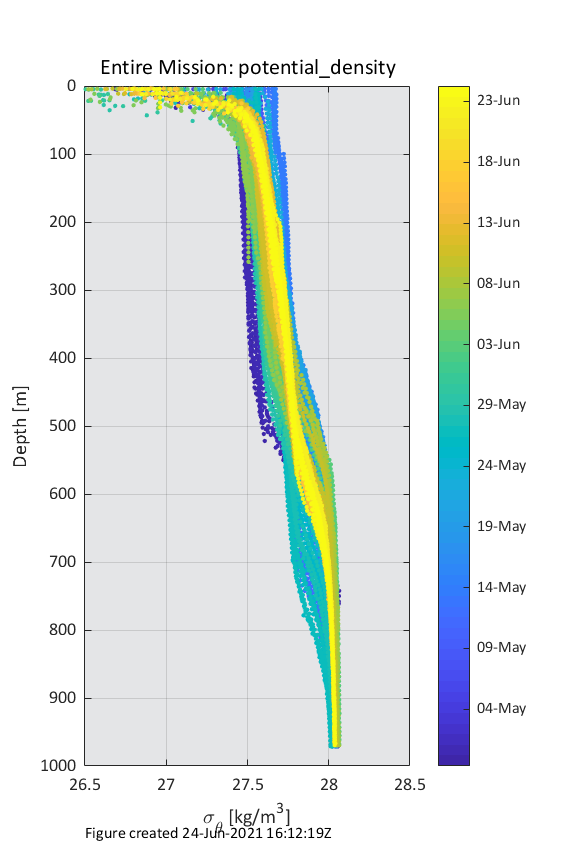 Entire Mission: potential_density
0
100
200
300
400
500
600
700
800
900
1000
Depth [m]
26.5 27 27.5 28 28.5
σθ [kg/m³]
Figure created 24-Jun-2021 16:12:19Z
23-Jun
18-Jun
13-Jun
08-Jun
03-Jun
29-May
24-May
19-May
14-May
09-May
04-May